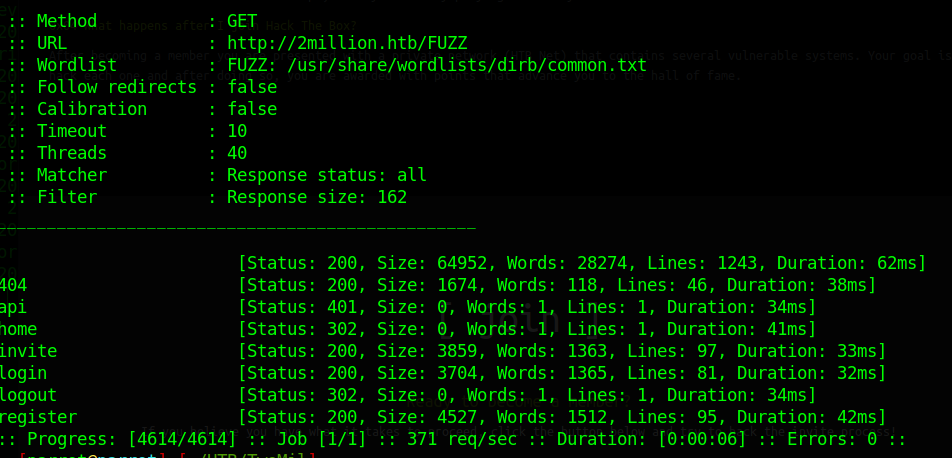 :: Method : GET
:: URL : http://2million.htb/FUZZ
:: Wordlist : FUZZ: /usr/share/wordlists/dirb/common.txt
:: Follow redirects : false
:: Calibration : false
:: Timeout : 10
:: Threads : 40
:: Matcher : Response status: all
:: Filter : Response size: 162
[Status: 200, Size: 64952, Words: 28274, Lines: 1243, Duration: 62ms]
404 [Status: 200, Size: 1674, Words: 118, Lines: 46, Duration: 38ms]
api [Status: 401, Size: 0, Words: 1, Lines: 1, Duration: 34ms]
home [Status: 302, Size: 0, Words: 1, Lines: 1, Duration: 41ms]
invite [Status: 200, Size: 3859, Words: 1363, Lines: 97, Duration: 33ms]
login [Status: 200, Size: 3704, Words: 1365, Lines: 81, Duration: 32ms]
logout [Status: 302, Size: 0, Words: 1, Lines: 1, Duration: 34ms]
register [Status: 200, Size: 4527, Words: 1512, Lines: 95, Duration: 42ms]
:: Progress: [4614/4614] :: Job [1/1] :: 371 req/sec :: Duration: [0:00:06] :: Errors: 0 ::